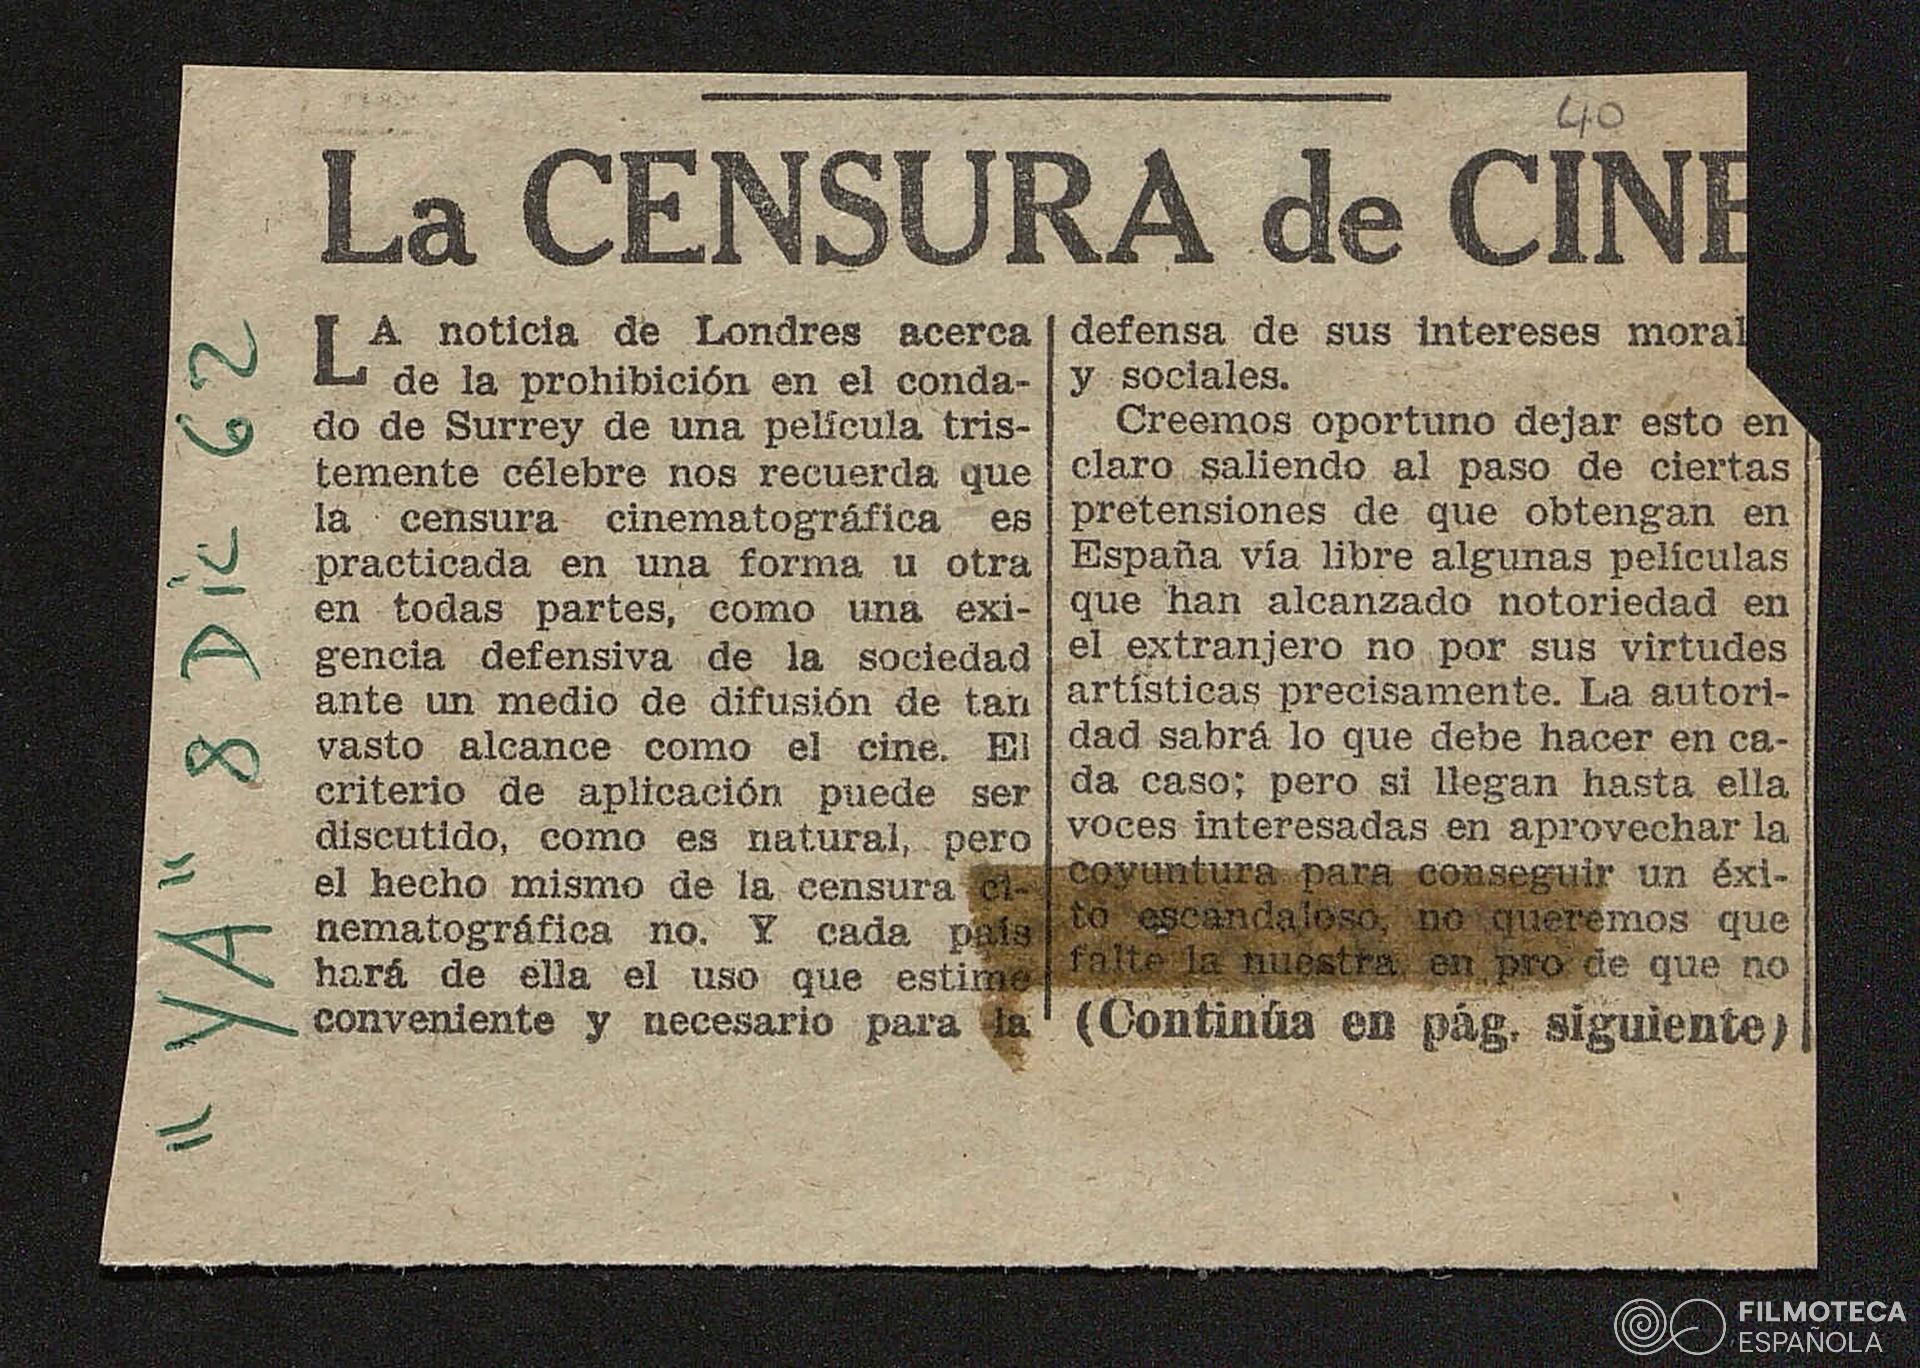 40
La CENSURA de CINE
LA noticia de Londres acerca
de la prohibición en el conda-
do de Surrey de una película tris-
temente célebre nos recuerda que
la censura cinematográfica es
practicada en una forma u otra
en todas partes, como una exi-
gencia defensiva de la sociedad
ante un medio de difusión de tan
vasto alcance como el cine. El
criterio de aplicación puede ser
discutido, como es natural, pero
el hecho mismo de la censura ci-
nematográfica no. Y cada país
hará de ella el uso que estime
conveniente y necesario para la
defensa de sus intereses moral
y sociales.
Creemos oportuno dejar esto en
claro saliendo al paso de ciertas
pretensiones de que obtengan en
España vía libre algunas películas
que han alcanzado notoriedad en
el extranjero no por sus virtudes
artísticas precisamente. La autori-
dad sabrá lo que debe hacer en ca-
da caso; pero si llegan hasta ella
voces interesadas en aprovechar la
coyuntura para conseguir un éxi-
to escandaloso, no queremos que
falte la nuestra en pro de que no
(Continúa en pág. siguiente)
"YA" 8 Dic 62
FILMOTECA
ESPAÑOLA